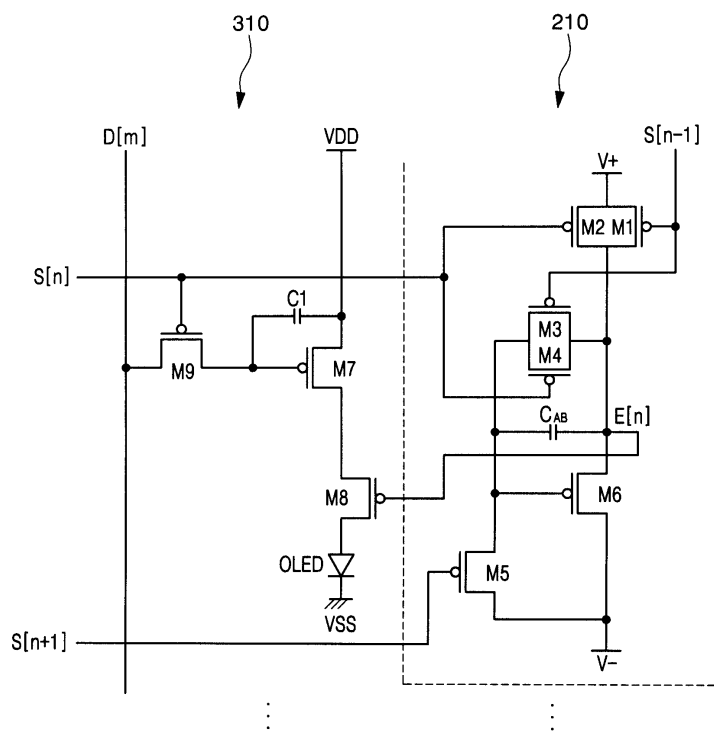 310
210
D[m]
VDD
S[n-1]
V+
M2 M1
S[n]
C1
M3
M4
M9
M7
CAB
E[n]
M8
M6
OLED
M5
VSS
S[n+1]
V-